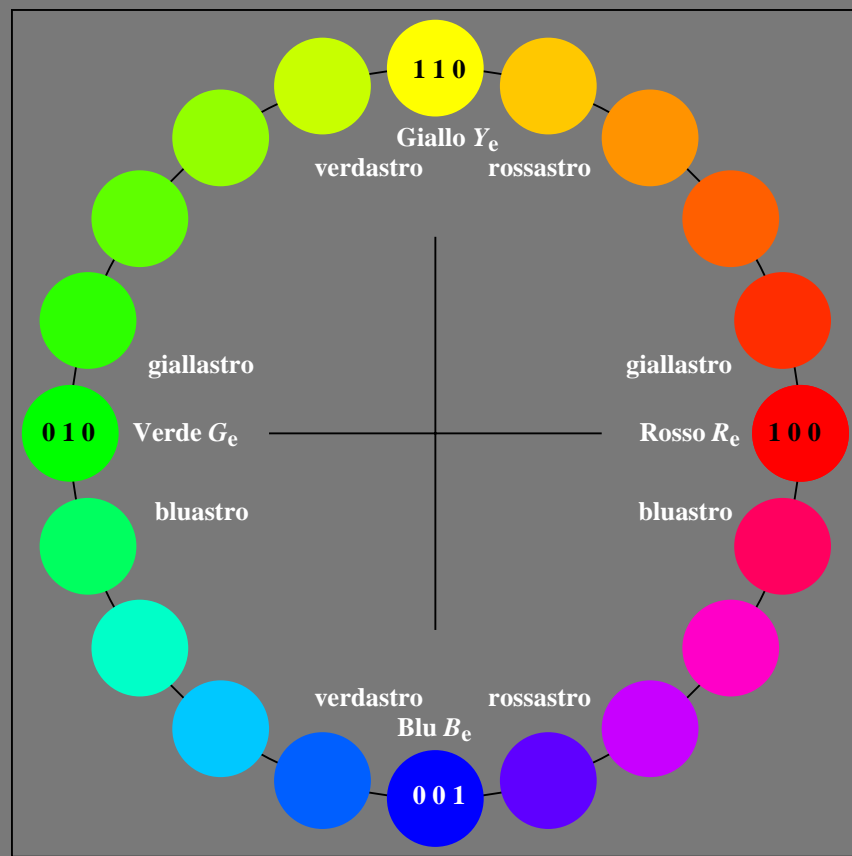 1 1 0
Giallo Yₑ
verdastro rossastro
giallastro giallastro
0 1 0 Verde Gₑ Rosso Rₑ 1 0 0
bluastro bluastro
verdastro rossastro
Blu Bₑ
0 0 1